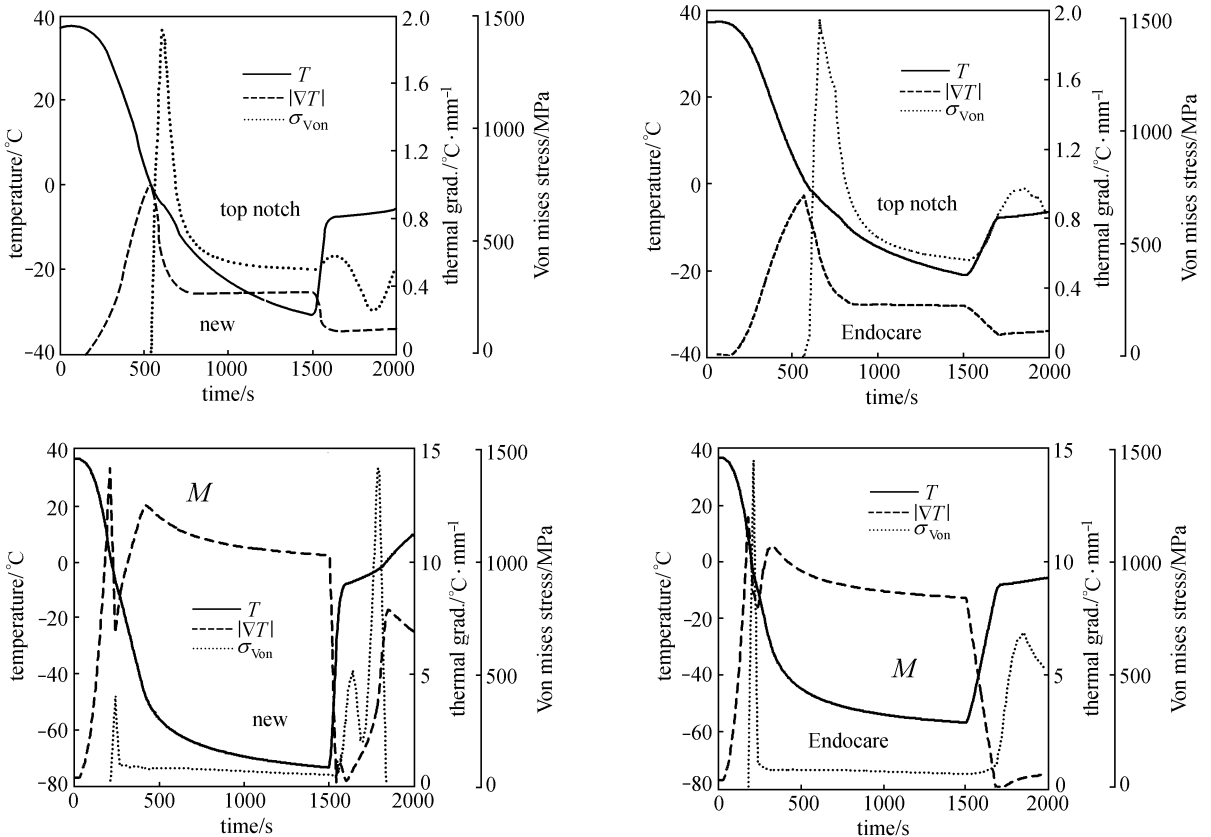 40
20
0
−20
−40
temperature/℃
0
500
1000
1500
2000
time/s
2.0
1.6
1.2
0.8
0.4
0
thermal grad./℃·mm⁻¹
1500
1000
500
0
Von mises stress/MPa
T
|∇T|
σVon
top notch
new
40
20
0
−20
−40
temperature/℃
0
500
1000
1500
2000
time/s
2.0
1.6
1.2
0.8
0.4
0
thermal grad./℃·mm⁻¹
1500
1000
500
0
Von mises stress/MPa
T
|∇T|
σVon
top notch
Endocare
40
20
0
−20
−40
−60
−80
temperature/℃
0
500
1000
1500
2000
time/s
15
10
5
0
thermal grad./℃·mm⁻¹
1500
1000
500
0
Von mises stress/MPa
M
T
|∇T|
σVon
new
40
20
0
−20
−40
−60
−80
temperature/℃
0
500
1000
1500
2000
time/s
15
10
5
0
thermal grad./℃·mm⁻¹
1500
1000
500
0
Von mises stress/MPa
T
|∇T|
σVon
M
Endocare